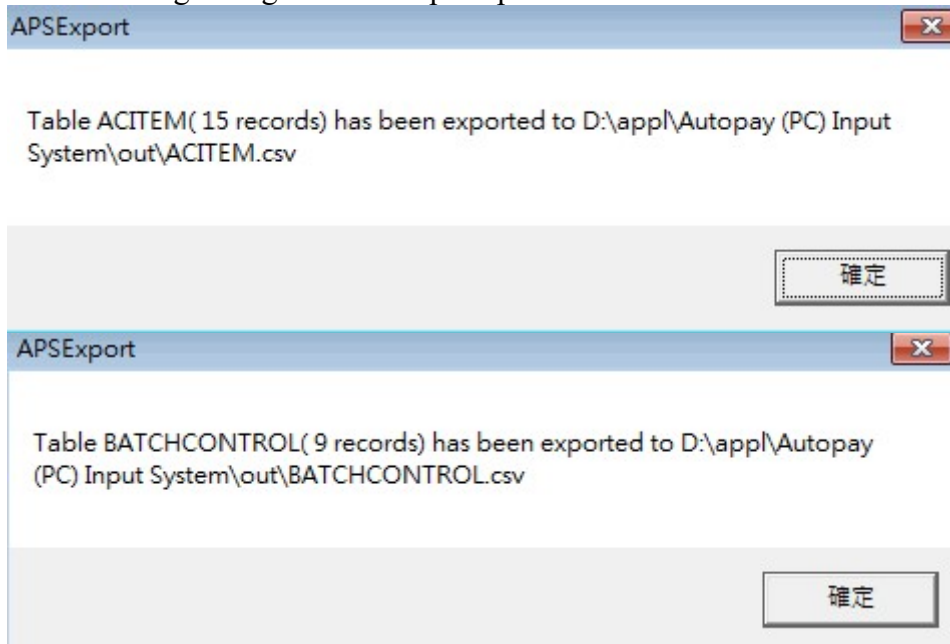 APSExport
Table ACITEM( 15 records) has been exported to D:\appl\Autopay (PC) Input
System\out\ACITEM.csv
確定
APSExport
Table BATCHCONTROL( 9 records) has been exported to D:\appl\Autopay
(PC) Input System\out\BATCHCONTROL.csv
確定